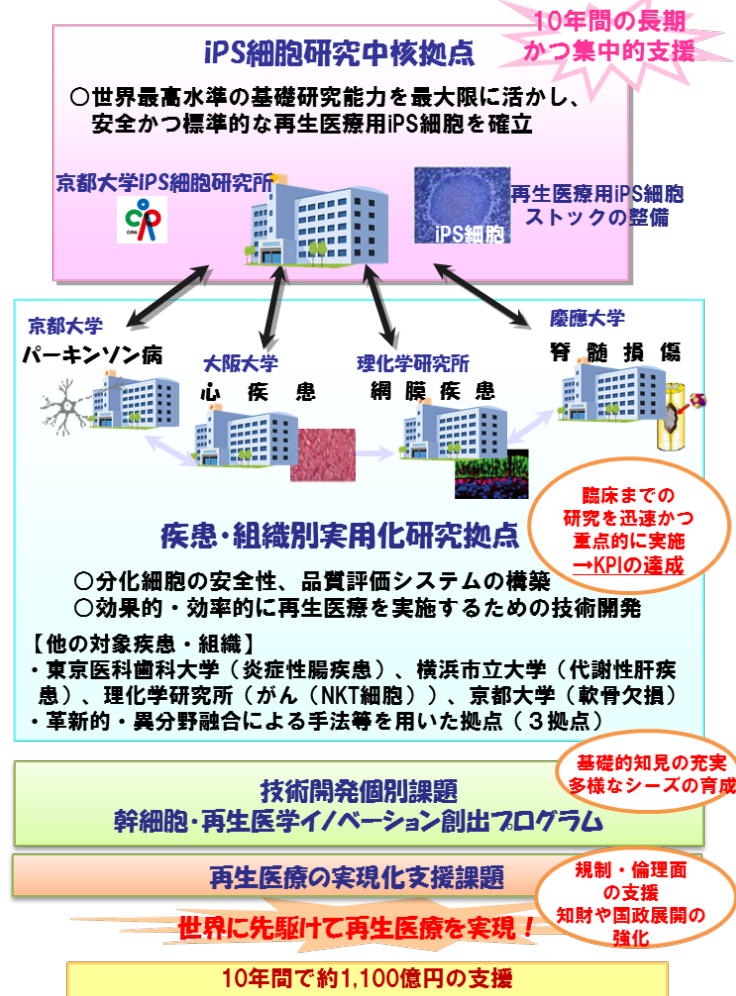 10年間の長期
かつ集中的支援
iPS細胞研究中核拠点
○世界最高水準の基礎研究能力を最大限に活かし、
安全かつ標準的な再生医療用iPS細胞を確立
京都大学iPS細胞研究所
CiRA
iPS細胞
再生医療用iPS細胞
ストックの整備
京都大学
パーキンソン病
大阪大学
心疾患
理化学研究所
網膜疾患
慶應大学
脊髄損傷
臨床までの
研究を迅速かつ
重点的に実施
→KPIの達成
疾患・組織別実用化研究拠点
○分化細胞の安全性、品質評価システムの構築
○効果的・効率的に再生医療を実施するための技術開発
【他の対象疾患・組織】
・東京医科歯科大学（炎症性腸疾患）、横浜市立大学（代謝性肝疾
患）、理化学研究所（がん（NKT細胞））、京都大学（軟骨欠損）
・革新的・異分野融合による手法等を用いた拠点（３拠点）
基礎的知見の充実
多様なシーズの育成
技術開発個別課題
幹細胞・再生医学イノベーション創出プログラム
再生医療の実現化支援課題
規制・倫理面
の支援
知財や国政展開の
強化
世界に先駆けて再生医療を実現！
10年間で約1,100億円の支援